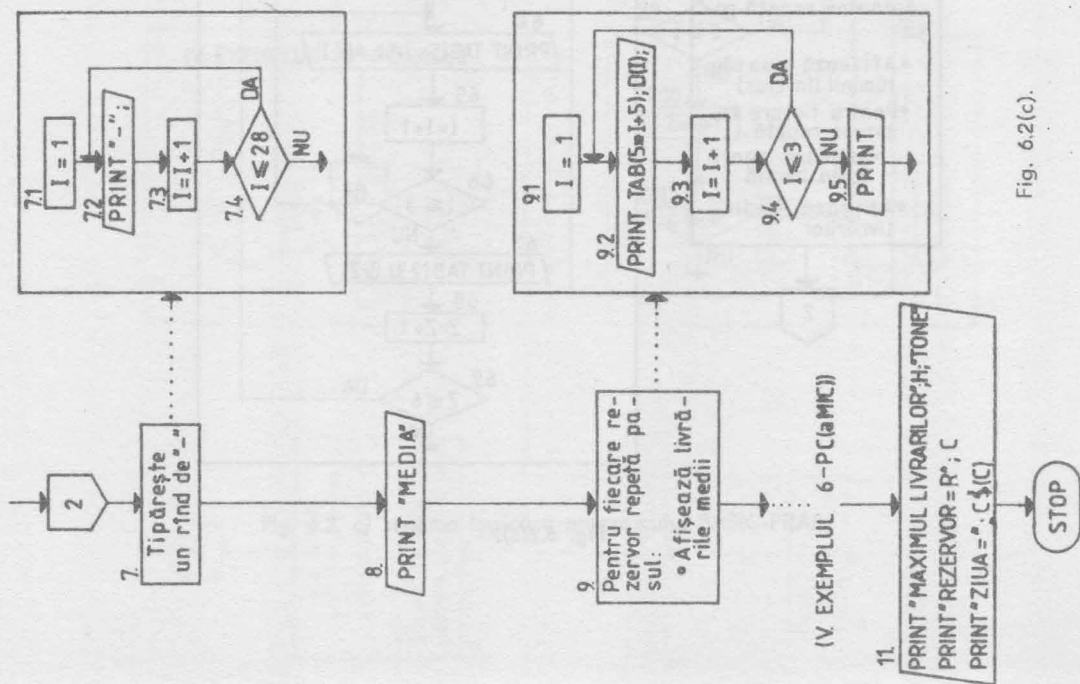 2
7.
Tipărește
un rînd de "-"
7.1
I = 1
7.2
PRINT "-";
7.3
I=I+1
7.4
I ⩽ 28
DA
NU
8.
PRINT "MEDIA"
9.
Pentru fiecare re-
zervor repetă pa-
sul:
• Afișează livră-
rile medii
9.1
I = 1
9.2
PRINT TAB(5*I+5); D(I);
9.3
I = I + 1
9.4
I⩽3
DA
NU
9.5
PRINT
(V. EXEMPLUL 6-PC(aMIC))
11.
PRINT "MAXIMUL LIVRARILOR";H;"TONE"
PRINT"REZERVOR=R"; C
PRINT"ZIUA="; C$(C)
STOP
Fig. 6.2(c).